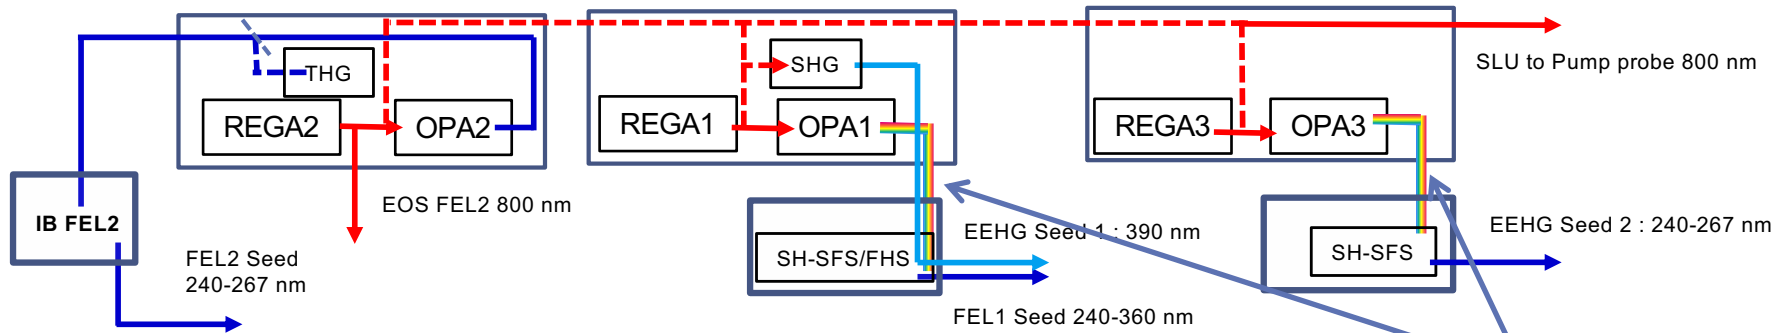 THG
REGA2
OPA2
SHG
REGA1
OPA1
REGA3
OPA3
SLU to Pump probe 800 nm
IB FEL2
EOS FEL2 800 nm
FEL2 Seed
240-267 nm
SH-SFS/FHS
EEHG Seed 1 : 390 nm
FEL1 Seed 240-360 nm
SH-SFS
EEHG Seed 2 : 240-267 nm